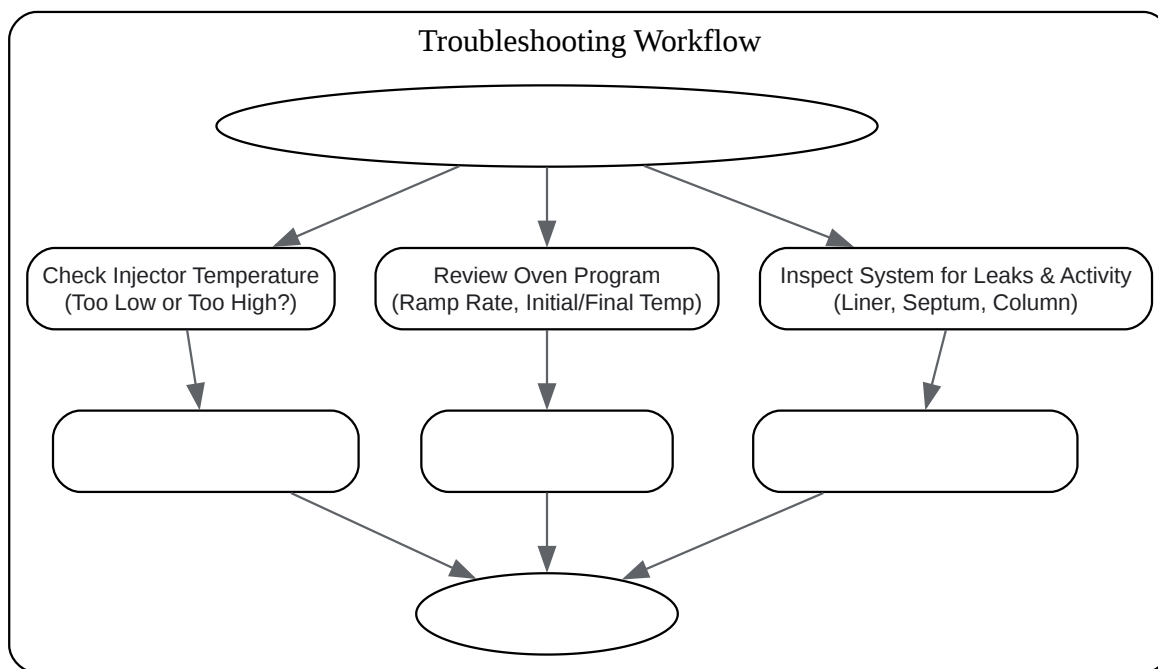 Troubleshooting Workflow
Check Injector Temperature
(Too Low or Too High?)
Review Oven Program
(Ramp Rate, Initial/Final Temp)
Inspect System for Leaks & Activity
(Liner, Septum, Column)